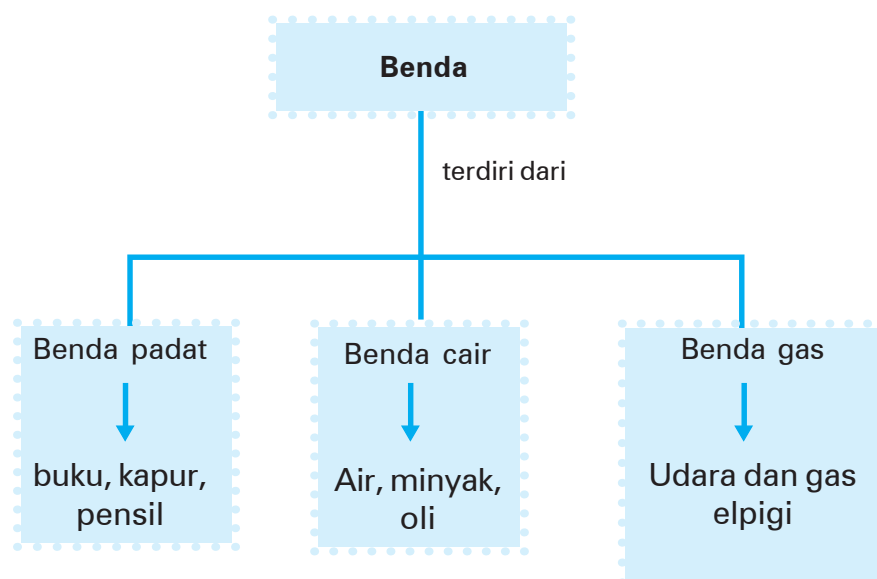 Benda
terdiri dari
Benda padat
buku, kapur,
pensil
Benda cair
Air, minyak,
oli
Benda gas
Udara dan gas
elpigi